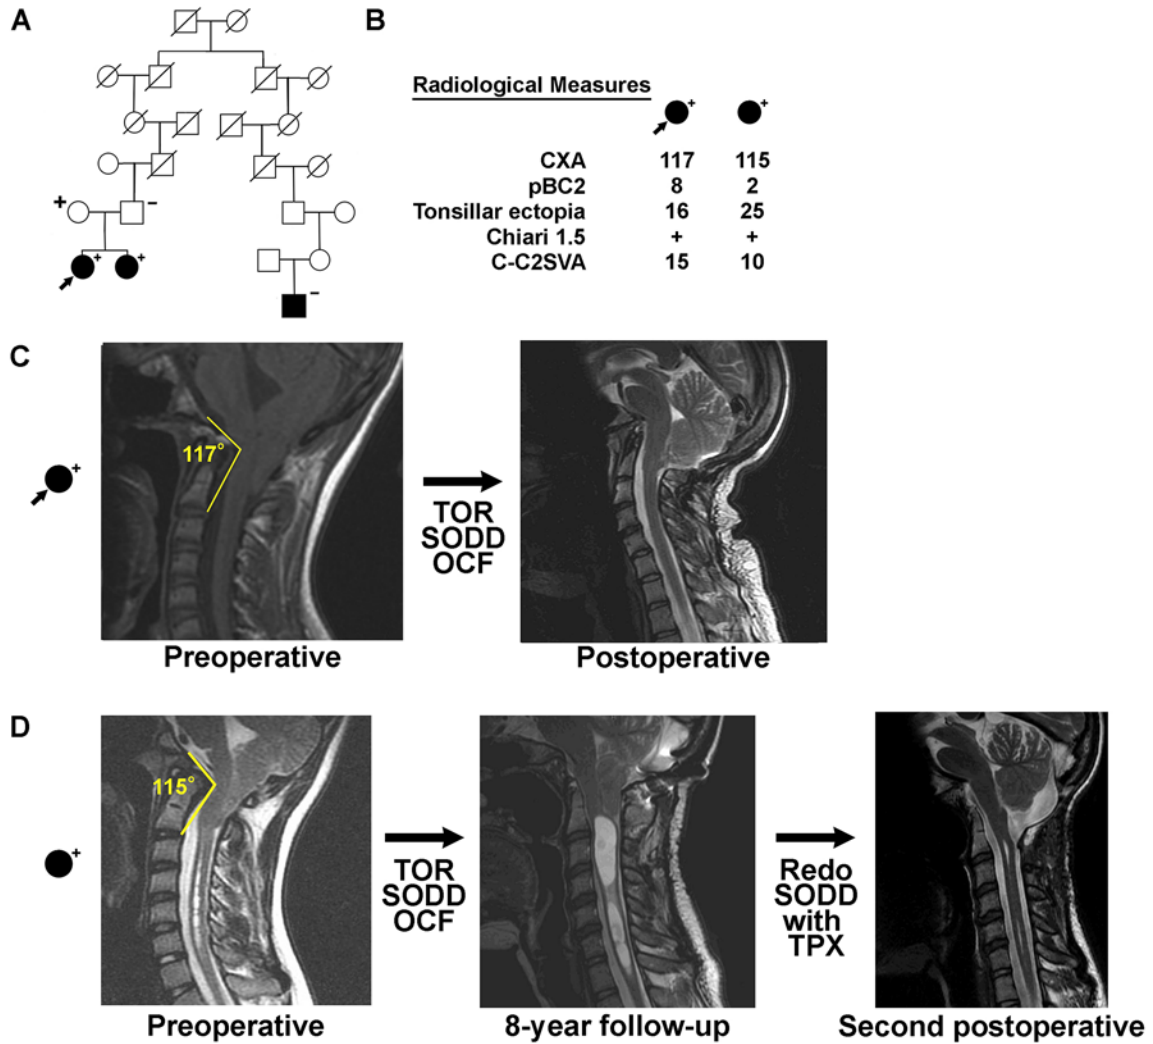 A
+
−
+
+
−
B
Radiological Measures
+
+
CXA 117 115
pBC2 8 2
Tonsillar ectopia 16 25
Chiari 1.5 + +
C-C2SVA 15 10
C
+
117°
Preoperative
TOR
SODD
OCF
Postoperative
D
+
115°
Preoperative
TOR
SODD
OCF
8-year follow-up
Redo
SODD
with
TPX
Second postoperative